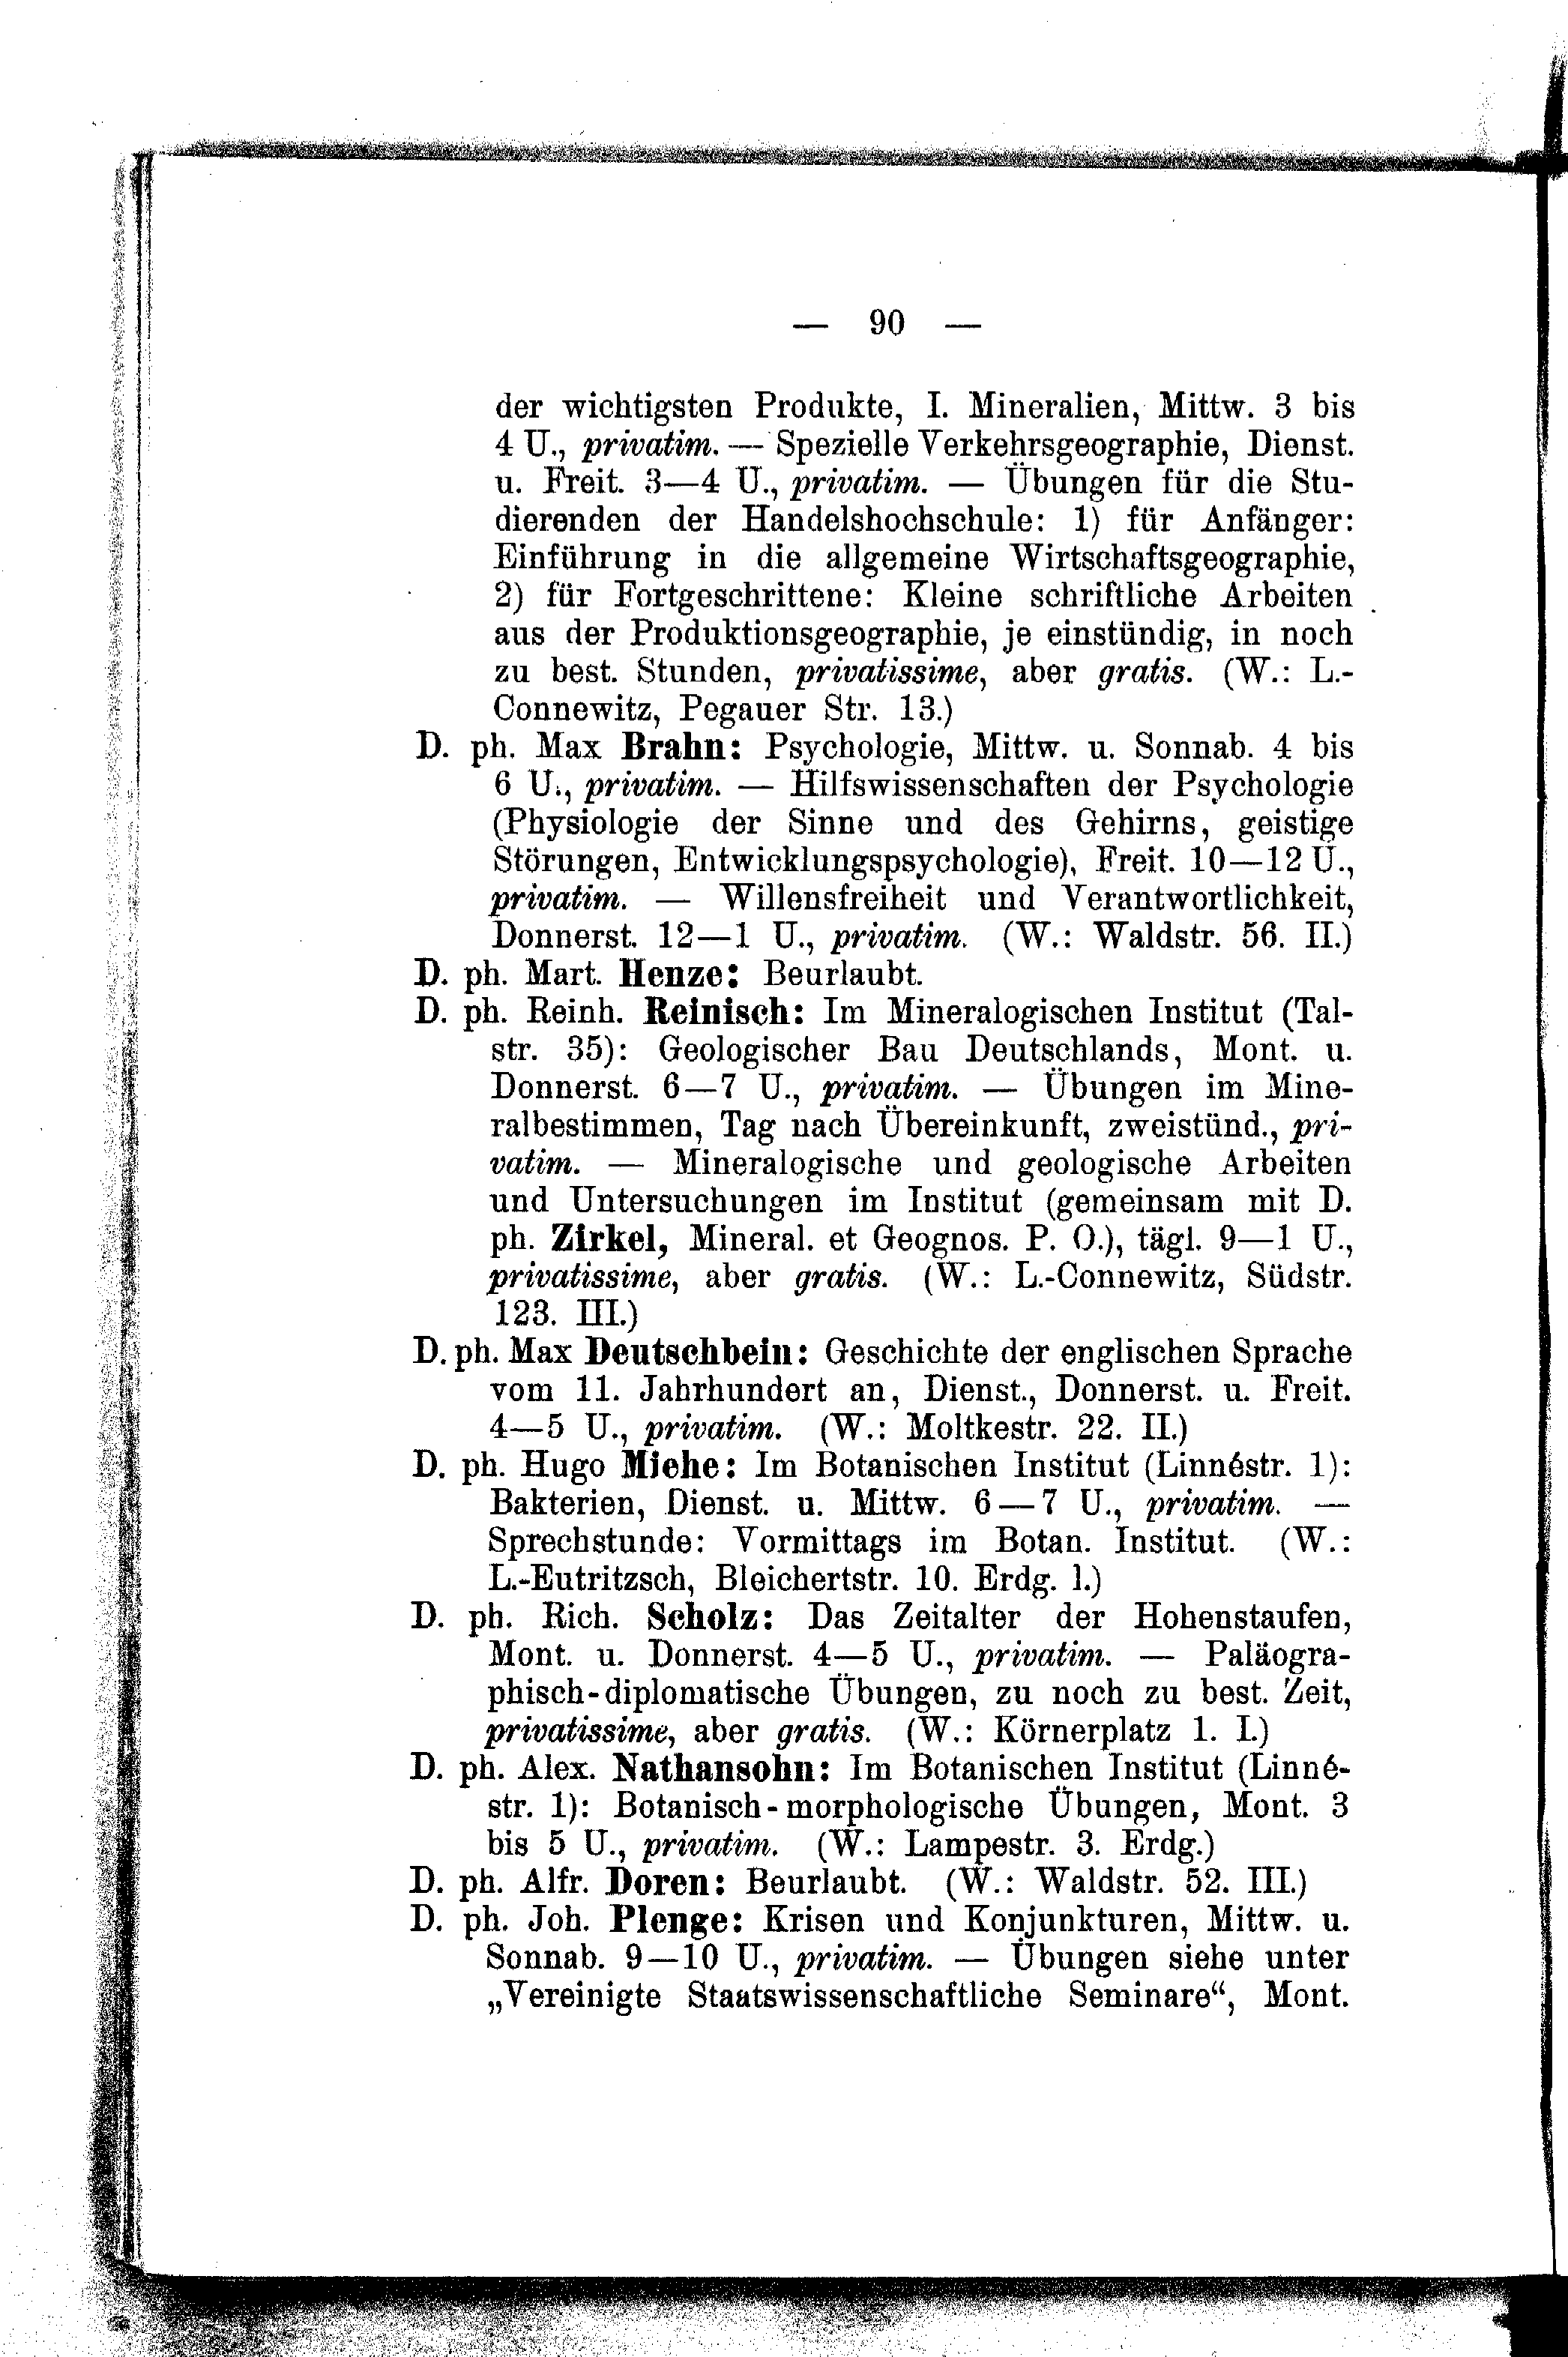 — 90 —
der wichtigsten Produkte, I. Mineralien, Mittw. 3 bis
4 U., privatim. — Spezielle Verkehrsgeographie, Dienst.
u. Freit. 3—4 U., privatim. — Übungen für die Stu-
dierenden der Handelshochschule: 1) für Anfänger:
Einführung in die allgemeine Wirtschaftsgeographie,
2) für Fortgeschrittene: Kleine schriftliche Arbeiten
aus der Produktionsgeographie, je einstündig, in noch
zu best. Stunden, privatissime, aber gratis. (W.: L.-
Connewitz, Pegauer Str. 13.)
D. ph. Max Brahn: Psychologie, Mittw. u. Sonnab. 4 bis
6 U., privatim. — Hilfswissenschaften der Psychologie
(Physiologie der Sinne und des Gehirns, geistige
Störungen, Entwicklungspsychologie), Freit. 10—12 U.,
privatim. — Willensfreiheit und Verantwortlichkeit,
Donnerst. 12—1 U., privatim. (W.: Waldstr. 56. II.)
D. ph. Mart. Henze: Beurlaubt.
D. ph. Reinh. Reinisch: Im Mineralogischen Institut (Tal-
str. 35): Geologischer Bau Deutschlands, Mont. u.
Donnerst. 6—7 U., privatim. — Übungen im Mine-
ralbestimmen, Tag nach Übereinkunft, zweistünd., pri-
vatim. — Mineralogische und geologische Arbeiten
und Untersuchungen im Institut (gemeinsam mit D.
ph. Zirkel, Mineral. et Geognos. P. O.), tägl. 9—1 U.,
privatissime, aber gratis. (W.: L.-Connewitz, Südstr.
123. III.)
D. ph. Max Deutschbein: Geschichte der englischen Sprache
vom 11. Jahrhundert an, Dienst., Donnerst. u. Freit.
4—5 U., privatim. (W.: Moltkestr. 22. II.)
D. ph. Hugo Miehe: Im Botanischen Institut (Linnéstr. 1):
Bakterien, Dienst. u. Mittw. 6—7 U., privatim. —
Sprechstunde: Vormittags im Botan. Institut. (W.:
L.-Eutritzsch, Bleichertstr. 10. Erdg. l.)
D. ph. Rich. Scholz: Das Zeitalter der Hohenstaufen,
Mont. u. Donnerst. 4—5 U., privatim. — Paläogra-
phisch-diplomatische Übungen, zu noch zu best. Zeit,
privatissime, aber gratis. (W.: Körnerplatz 1. I.)
D. ph. Alex. Nathansohn: Im Botanischen Institut (Linné-
str. 1): Botanisch-morphologische Übungen, Mont. 3
bis 5 U., privatim. (W.: Lampestr. 3. Erdg.)
D. ph. Alfr. Doren: Beurlaubt. (W.: Waldstr. 52. III.)
D. ph. Joh. Plenge: Krisen und Konjunkturen, Mittw. u.
Sonnab. 9—10 U., privatim. — Übungen siehe unter
„Vereinigte Staatswissenschaftliche Seminare“, Mont.